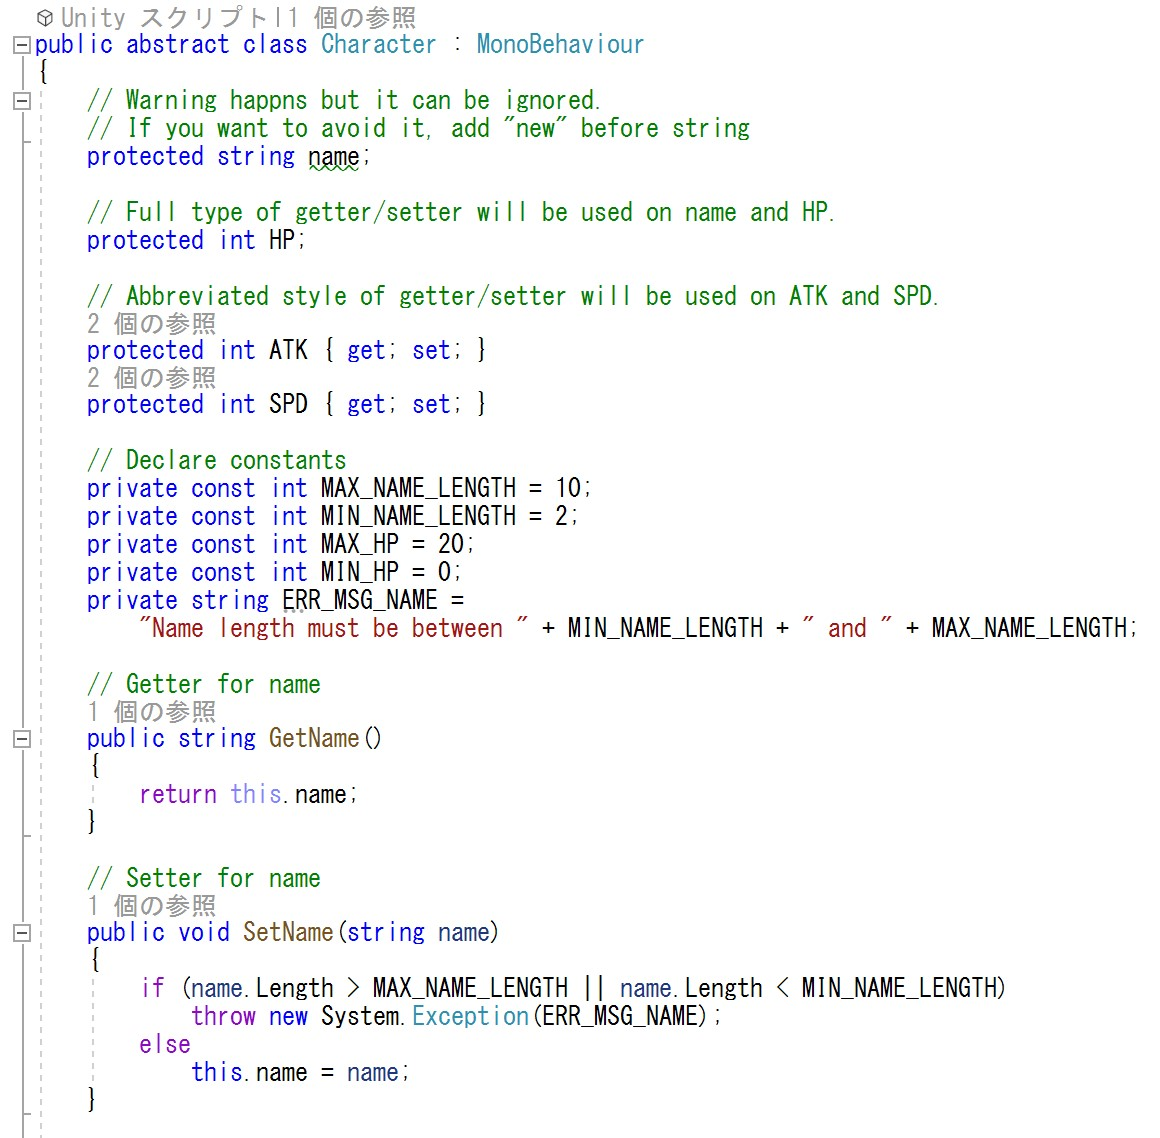 Unity スクリプト|1 個の参照
public abstract class Character : MonoBehaviour
{
// Warning happns but it can be ignored.
// If you want to avoid it, add "new" before string
protected string name;
// Full type of getter/setter will be used on name and HP.
protected int HP;
// Abbreviated style of getter/setter will be used on ATK and SPD.
2 個の参照
protected int ATK { get; set; }
2 個の参照
protected int SPD { get; set; }
// Declare constants
private const int MAX_NAME_LENGTH = 10;
private const int MIN_NAME_LENGTH = 2;
private const int MAX_HP = 20;
private const int MIN_HP = 0;
private string ERR_MSG_NAME =
"Name length must be between " + MIN_NAME_LENGTH + " and " + MAX_NAME_LENGTH;
// Getter for name
1 個の参照
public string GetName()
{
return this.name;
}
// Setter for name
1 個の参照
public void SetName(string name)
{
if (name.Length > MAX_NAME_LENGTH || name.Length < MIN_NAME_LENGTH)
throw new System.Exception(ERR_MSG_NAME);
else
this.name = name;
}